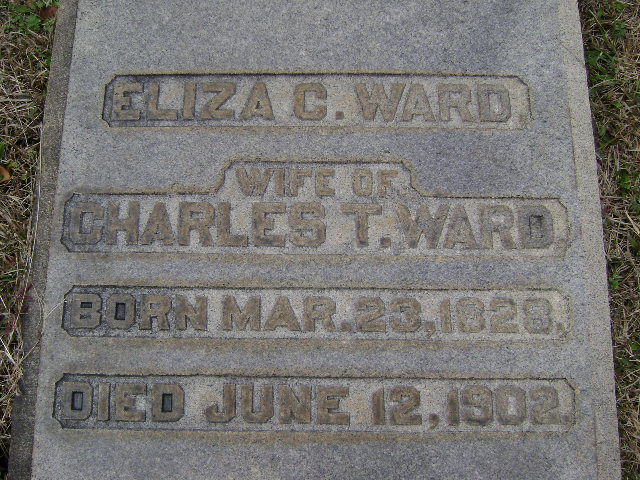 ELIZA C. WARD.
WIFE OF
CHARLES T. WARD.
BORN MAR. 23, 1828.
DIED JUNE 12, 1902.